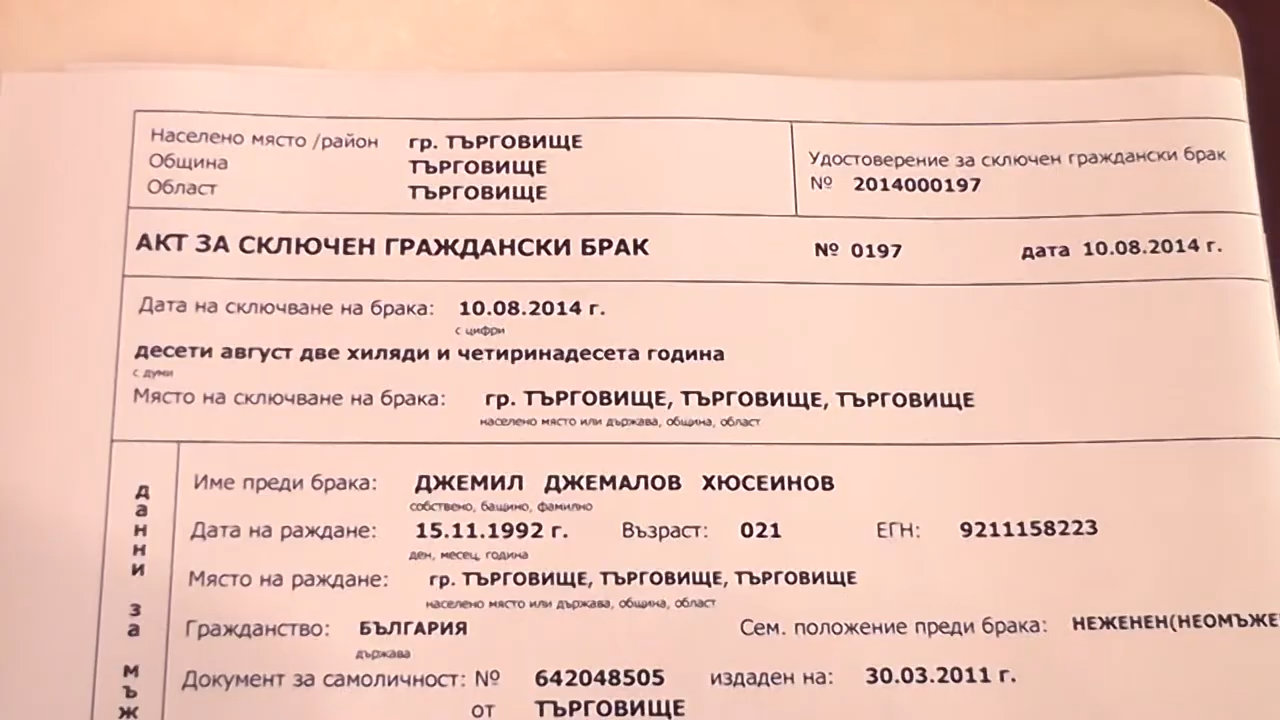 Населено място /район гр. ТЪРГОВИЩЕ
Община ТЪРГОВИЩЕ
Област ТЪРГОВИЩЕ
Удостоверение за сключен граждански брак
№ 2014000197
АКТ ЗА СКЛЮЧЕН ГРАЖДАНСКИ БРАК № 0197 дата 10.08.2014 г.
Дата на сключване на брака: 10.08.2014 г.
с цифри
десети август две хиляди и четиринадесета година
с думи
Място на сключване на брака: гр. ТЪРГОВИЩЕ, ТЪРГОВИЩЕ, ТЪРГОВИЩЕ
населено място или държава, община, област
данни за мъж
Име преди брака: ДЖЕМИЛ ДЖЕМАЛОВ ХЮСЕИНОВ
собствено, бащино, фамилно
Дата на раждане: 15.11.1992 г. Възраст: 021 ЕГН: 9211158223
ден, месец, година
Място на раждане: гр. ТЪРГОВИЩЕ, ТЪРГОВИЩЕ, ТЪРГОВИЩЕ
населено място или държава, община, област
Гражданство: БЪЛГАРИЯ Сем. положение преди брака: НЕЖЕНЕН(НЕОМЪЖЕ
държава
Документ за самоличност: № 642048505 издаден на: 30.03.2011 г.
от ТЪРГОВИЩЕ